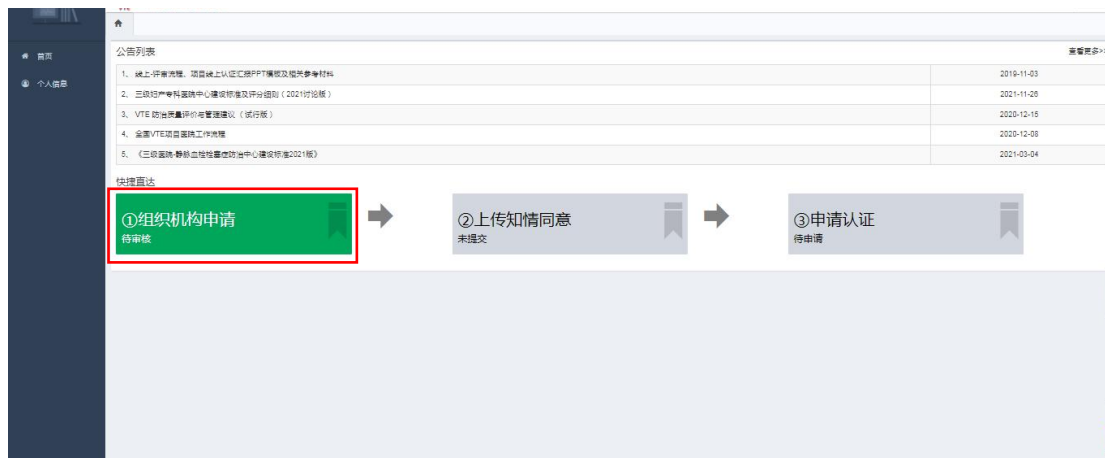 首页
个人信息
公告列表
查看更多>>
1、 线上-评审流程、项目线上认证汇报PPT模板及相关参考材料 2019-11-03
2、 三级妇产专科医院中心建设标准及评分细则（2021讨论版） 2021-11-26
3、 VTE 防治质量评价与管理建议（试行版） 2020-12-15
4、 全国VTE项目医院工作流程 2020-12-08
5、 《三级医院-静脉血栓栓塞症防治中心建设标准2021版》 2021-03-04
快捷直达
①组织机构申请
待审核
②上传知情同意
未提交
③申请认证
待申请